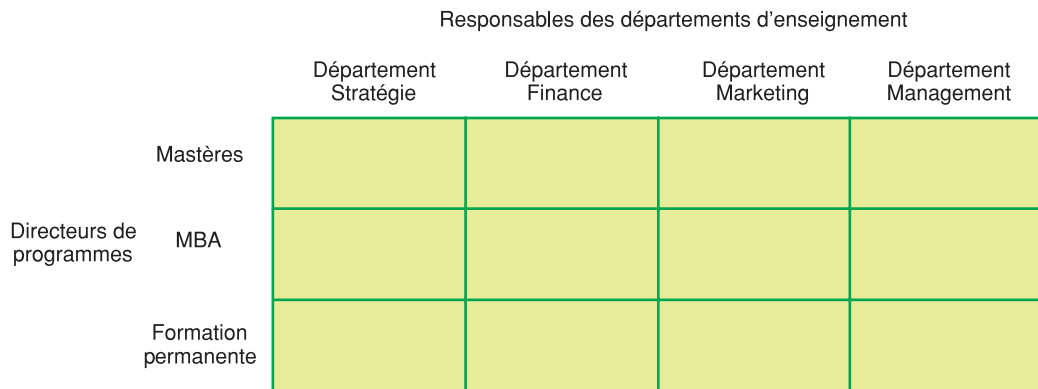 Responsables des départements d’enseignement
Département
Stratégie
Département
Finance
Département
Marketing
Département
Management
Mastères
Directeurs de
programmes
MBA
Formation
permanente